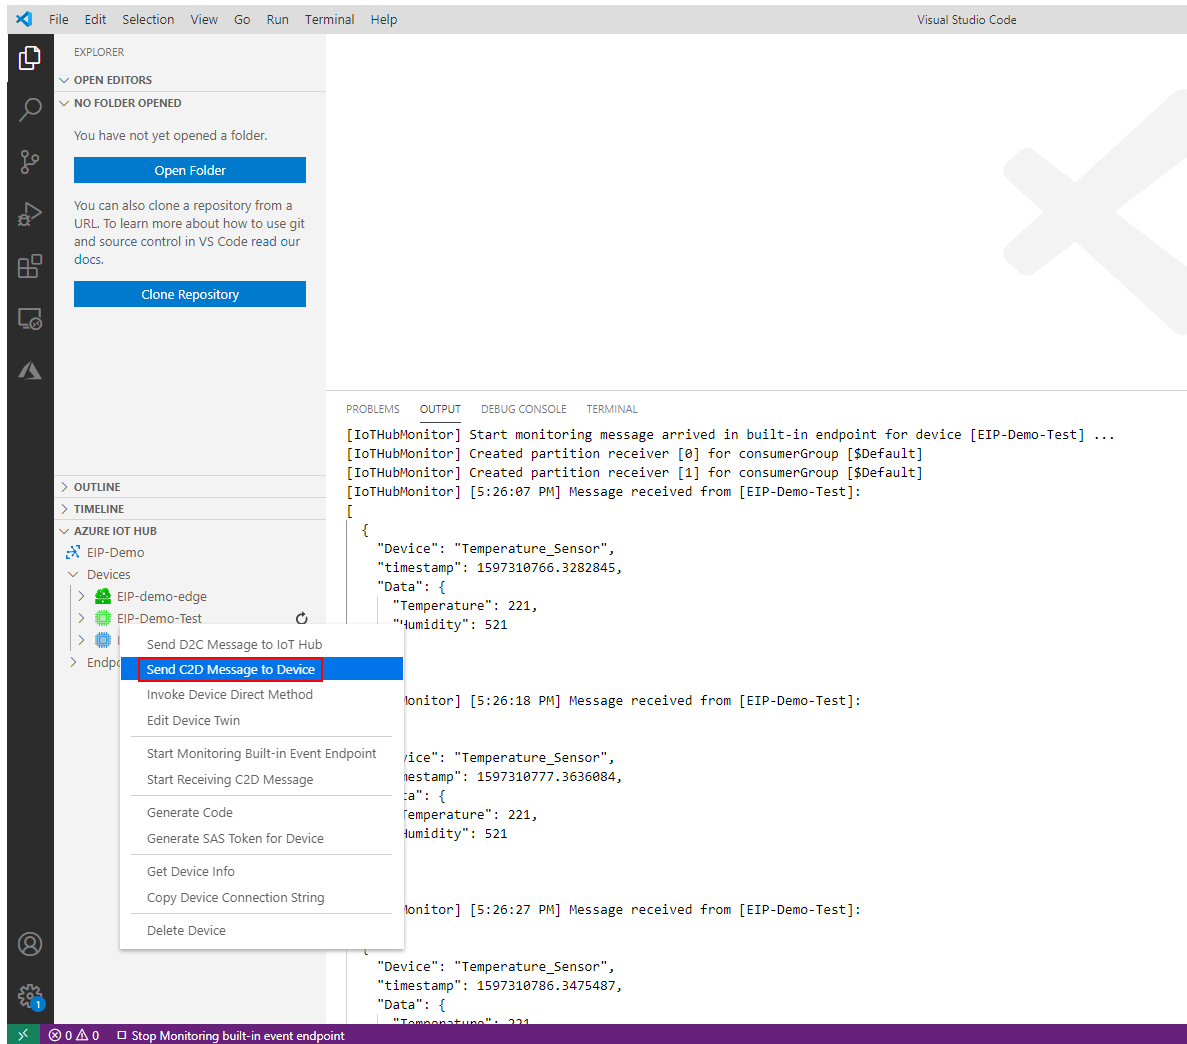 File Edit Selection View Go Run Terminal Help
Visual Studio Code
EXPLORER
OPEN EDITORS
NO FOLDER OPENED
You have not yet opened a folder.
Open Folder
You can also clone a repository from a
URL. To learn more about how to use git
and source control in VS Code read our
docs.
Clone Repository
OUTLINE
TIMELINE
AZURE IOT HUB
EIP-Demo
Devices
EIP-demo-edge
EIP-Demo-Test
Send D2C Message to IoT Hub
Send C2D Message to Device
Invoke Device Direct Method
Edit Device Twin
Start Monitoring Built-in Event Endpoint
Start Receiving C2D Message
Generate Code
Generate SAS Token for Device
Get Device Info
Copy Device Connection String
Delete Device
PROBLEMS OUTPUT DEBUG CONSOLE TERMINAL
[IoTHubMonitor] Start monitoring message arrived in built-in endpoint for device [EIP-Demo-Test] ...
[IoTHubMonitor] Created partition receiver [0] for consumerGroup [$Default]
[IoTHubMonitor] Created partition receiver [1] for consumerGroup [$Default]
[IoTHubMonitor] [5:26:07 PM] Message received from [EIP-Demo-Test]:
[
{
"Device": "Temperature_Sensor",
"timestamp": 1597310766.3282845,
"Data": {
"Temperature": 221,
"Humidity": 521
Monitor] [5:26:18 PM] Message received from [EIP-Demo-Test]:
vice": "Temperature_Sensor",
mestamp": 1597310777.3636084,
ta": {
Temperature": 221,
Humidity": 521
Monitor] [5:26:27 PM] Message received from [EIP-Demo-Test]:
{
"Device": "Temperature_Sensor",
"timestamp": 1597310786.3475487,
"Data": {
"Temperature": 221
1
0 0 Stop Monitoring built-in event endpoint